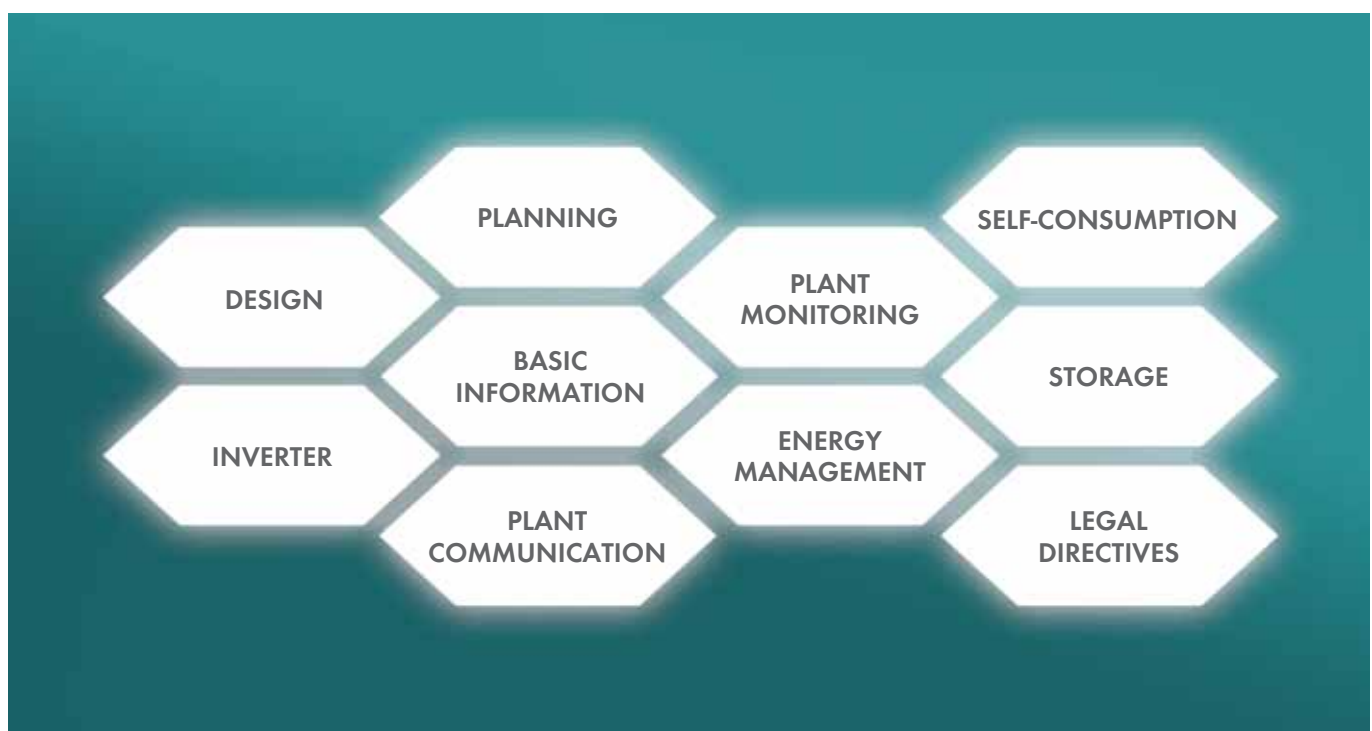 PLANNING
SELF-CONSUMPTION
DESIGN
PLANT
MONITORING
BASIC
INFORMATION
STORAGE
INVERTER
ENERGY
MANAGEMENT
PLANT
COMMUNICATION
LEGAL
DIRECTIVES